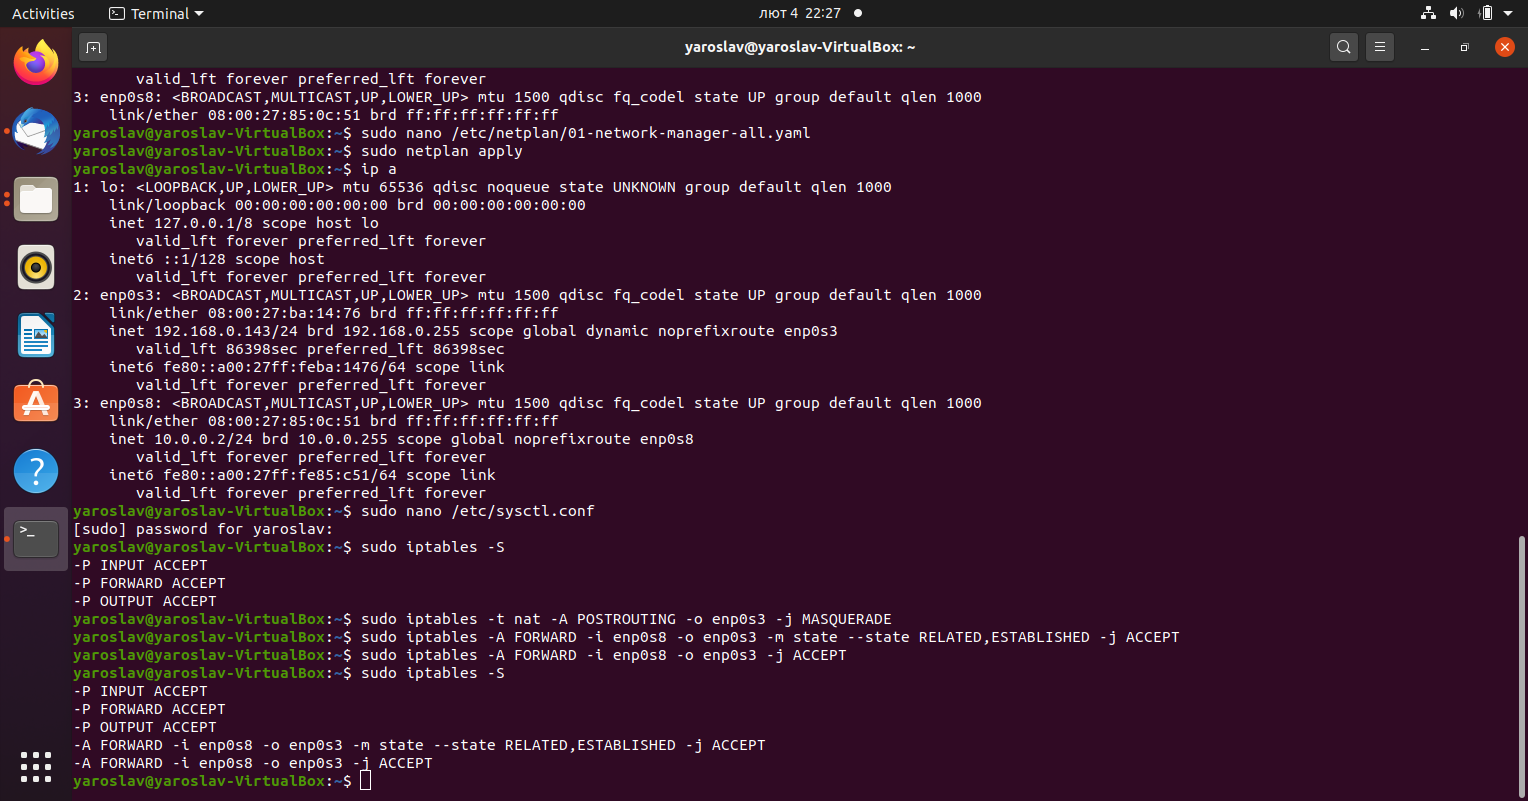 Activities
Terminal
лют 4 22:27
yaroslav@yaroslav-VirtualBox: ~
valid_lft forever preferred_lft forever
3: enp0s8: <BROADCAST,MULTICAST,UP,LOWER_UP> mtu 1500 qdisc fq_codel state UP group default qlen 1000
link/ether 08:00:27:85:0c:51 brd ff:ff:ff:ff:ff:ff
yaroslav@yaroslav-VirtualBox:~$ sudo nano /etc/netplan/01-network-manager-all.yaml
yaroslav@yaroslav-VirtualBox:~$ sudo netplan apply
yaroslav@yaroslav-VirtualBox:~$ ip a
1: lo: <LOOPBACK,UP,LOWER_UP> mtu 65536 qdisc noqueue state UNKNOWN group default qlen 1000
link/loopback 00:00:00:00:00:00 brd 00:00:00:00:00:00
inet 127.0.0.1/8 scope host lo
valid_lft forever preferred_lft forever
inet6 ::1/128 scope host
valid_lft forever preferred_lft forever
2: enp0s3: <BROADCAST,MULTICAST,UP,LOWER_UP> mtu 1500 qdisc fq_codel state UP group default qlen 1000
link/ether 08:00:27:ba:14:76 brd ff:ff:ff:ff:ff:ff
inet 192.168.0.143/24 brd 192.168.0.255 scope global dynamic noprefixroute enp0s3
valid_lft 86398sec preferred_lft 86398sec
inet6 fe80::a00:27ff:feba:1476/64 scope link
valid_lft forever preferred_lft forever
3: enp0s8: <BROADCAST,MULTICAST,UP,LOWER_UP> mtu 1500 qdisc fq_codel state UP group default qlen 1000
link/ether 08:00:27:85:0c:51 brd ff:ff:ff:ff:ff:ff
inet 10.0.0.2/24 brd 10.0.0.255 scope global noprefixroute enp0s8
valid_lft forever preferred_lft forever
inet6 fe80::a00:27ff:fe85:c51/64 scope link
valid_lft forever preferred_lft forever
yaroslav@yaroslav-VirtualBox:~$ sudo nano /etc/sysctl.conf
[sudo] password for yaroslav:
yaroslav@yaroslav-VirtualBox:~$ sudo iptables -S
-P INPUT ACCEPT
-P FORWARD ACCEPT
-P OUTPUT ACCEPT
yaroslav@yaroslav-VirtualBox:~$ sudo iptables -t nat -A POSTROUTING -o enp0s3 -j MASQUERADE
yaroslav@yaroslav-VirtualBox:~$ sudo iptables -A FORWARD -i enp0s8 -o enp0s3 -m state --state RELATED,ESTABLISHED -j ACCEPT
yaroslav@yaroslav-VirtualBox:~$ sudo iptables -A FORWARD -i enp0s8 -o enp0s3 -j ACCEPT
yaroslav@yaroslav-VirtualBox:~$ sudo iptables -S
-P INPUT ACCEPT
-P FORWARD ACCEPT
-P OUTPUT ACCEPT
-A FORWARD -i enp0s8 -o enp0s3 -m state --state RELATED,ESTABLISHED -j ACCEPT
-A FORWARD -i enp0s8 -o enp0s3 -j ACCEPT
yaroslav@yaroslav-VirtualBox:~$